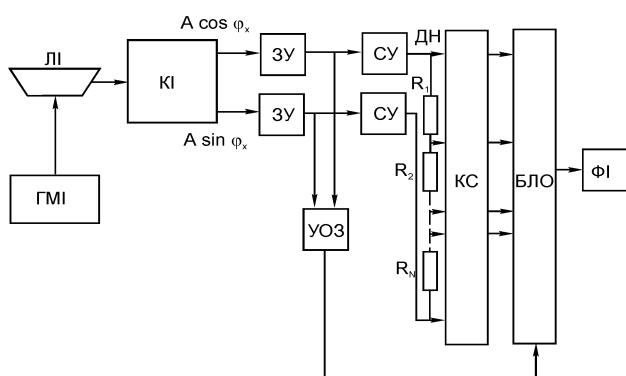 A cos φx
ЛІ
ДН
ЗУ
СУ
КІ
R1
ЗУ
СУ
A sin φx
R2
КС
БЛО
ФІ
ГМІ
УОЗ
RN